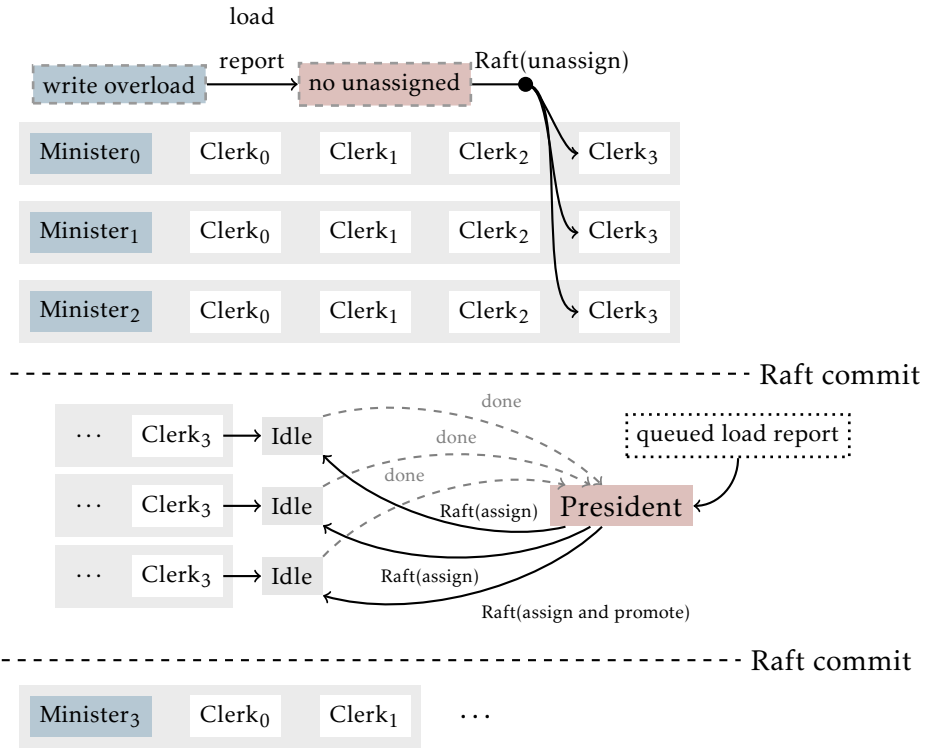 load
report
write overload
no unassigned
Raft(unassign)
Minister₀ Clerk₀ Clerk₁ Clerk₂ Clerk₃
Minister₁ Clerk₀ Clerk₁ Clerk₂ Clerk₃
Minister₂ Clerk₀ Clerk₁ Clerk₂ Clerk₃
Raft commit
done
queued load report
··· Clerk₃ Idle
done
done
··· Clerk₃ Idle
Raft(assign)
President
··· Clerk₃ Idle
Raft(assign)
Raft(assign and promote)
Raft commit
Minister₃ Clerk₀ Clerk₁ ···